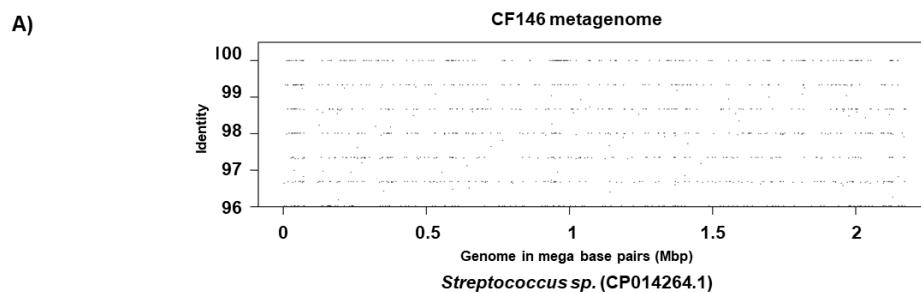 A)
CF146 metagenome
Identity
100
99
98
97
96
0
0.5
1
1.5
2
Genome in mega base pairs (Mbp)
Streptococcus sp. (CP014264.1)